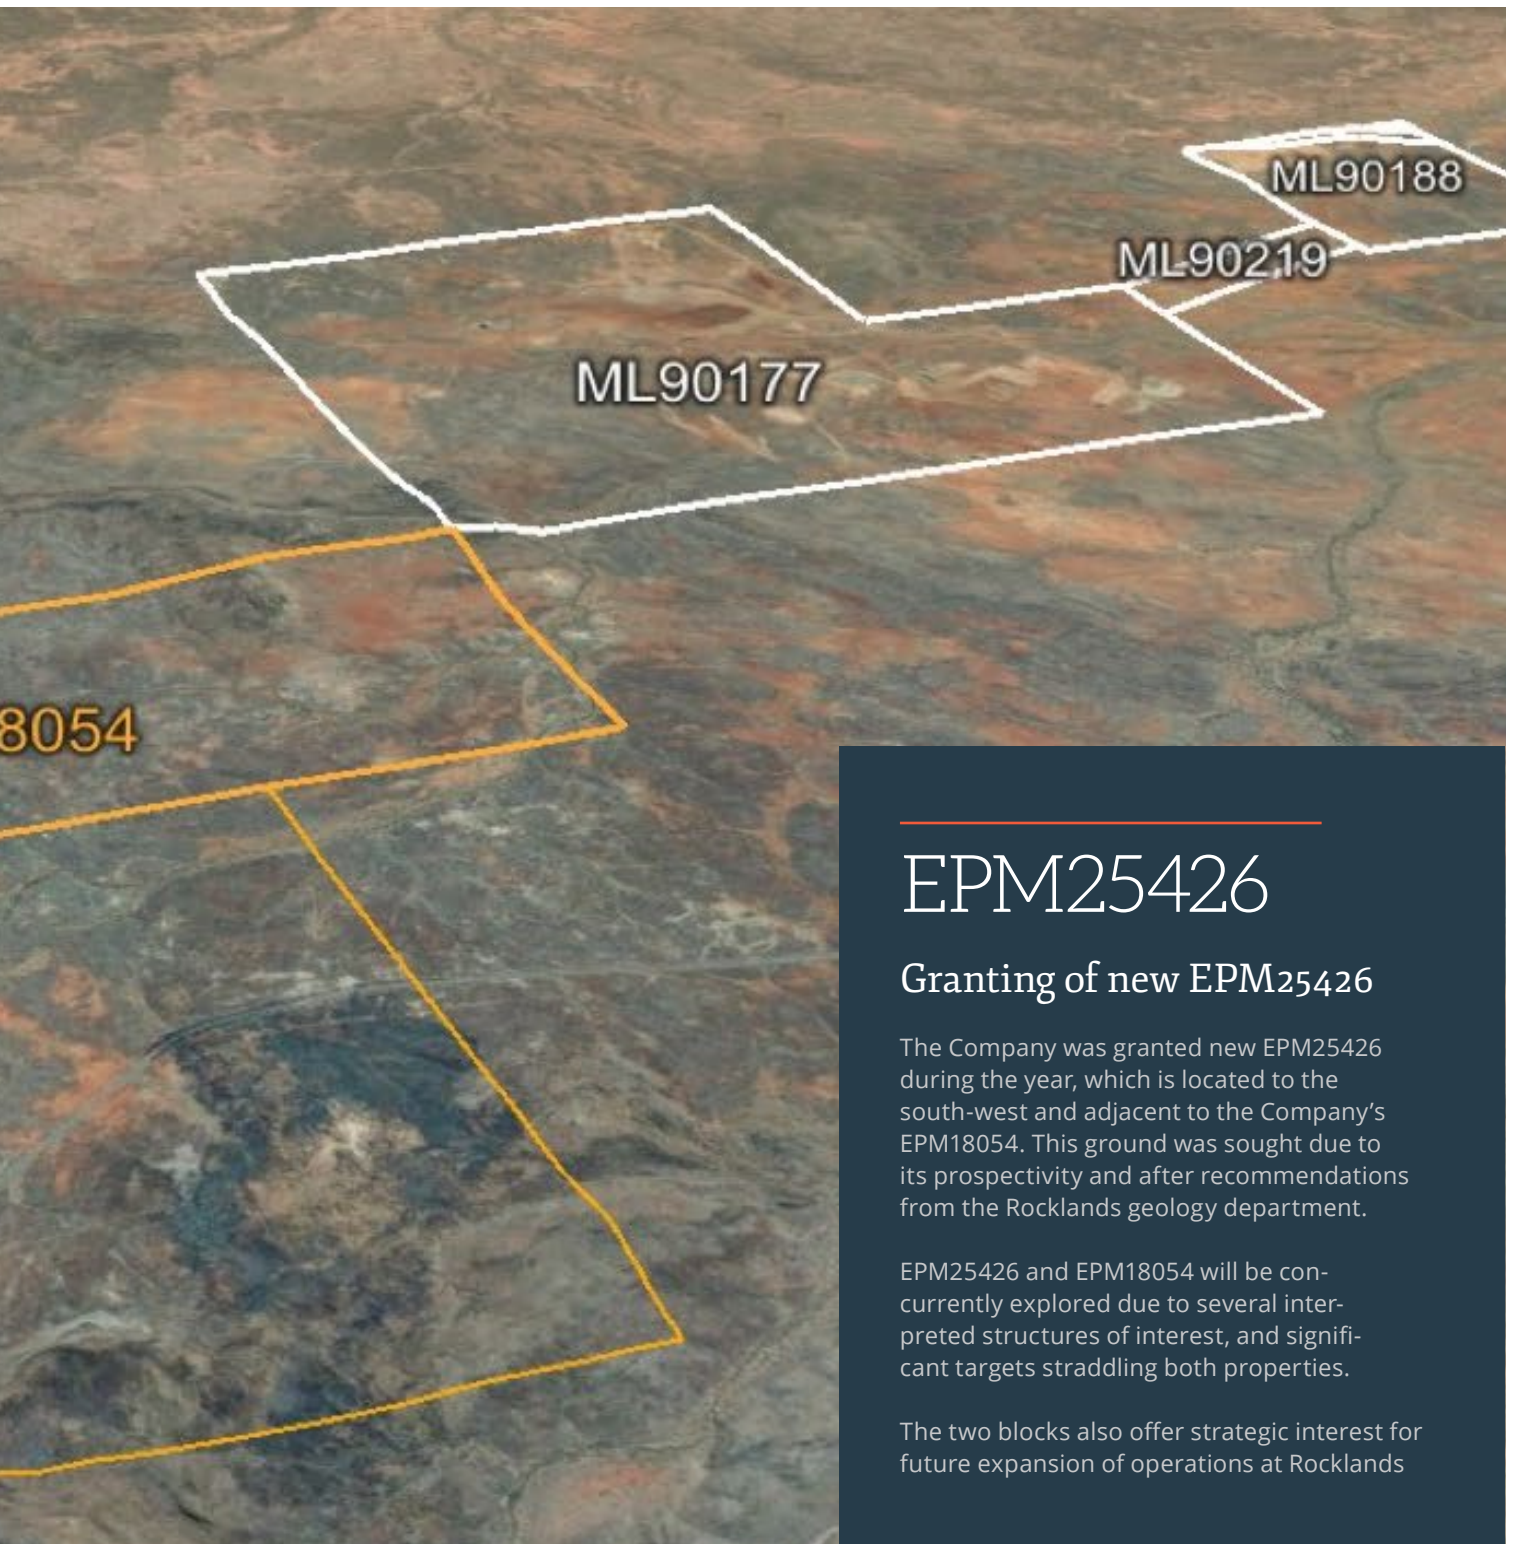 ML90188
ML90219
ML90177
8054
EPM25426
Granting of new EPM25426
The Company was granted new EPM25426
during the year, which is located to the
south-west and adjacent to the Company’s
EPM18054. This ground was sought due to
its prospectivity and after recommendations
from the Rocklands geology department.
EPM25426 and EPM18054 will be con-
currently explored due to several inter-
preted structures of interest, and signifi-
cant targets straddling both properties.
The two blocks also offer strategic interest for
future expansion of operations at Rocklands